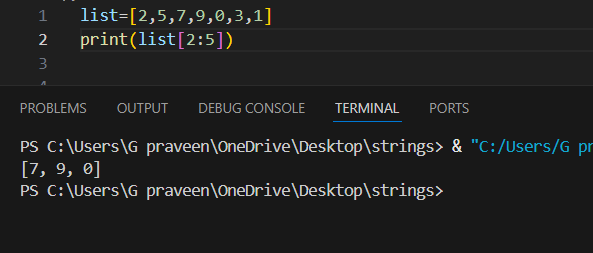 1 list=[2,5,7,9,0,3,1]
2 print(list[2:5])
3
PROBLEMS OUTPUT DEBUG CONSOLE TERMINAL PORTS
PS C:\Users\G praveen\OneDrive\Desktop\strings> & "C:/Users/G pr
[7, 9, 0]
PS C:\Users\G praveen\OneDrive\Desktop\strings>